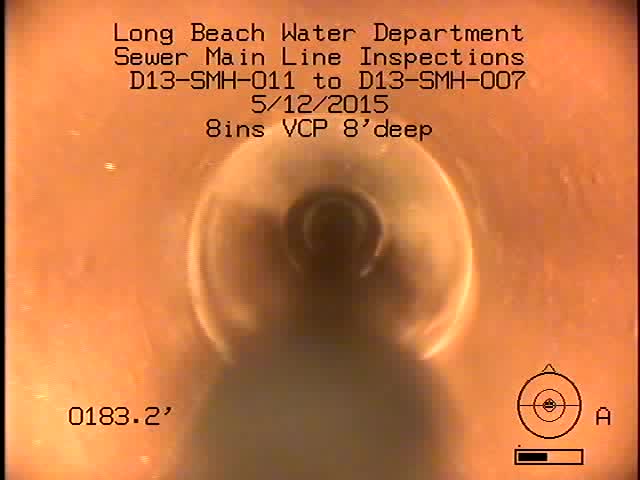 Long Beach Water Department
Sewer Main Line Inspections
D13-SMH-011 to D13-SMH-007
5/12/2015
8ins VCP 8'deep
0183.2'
A